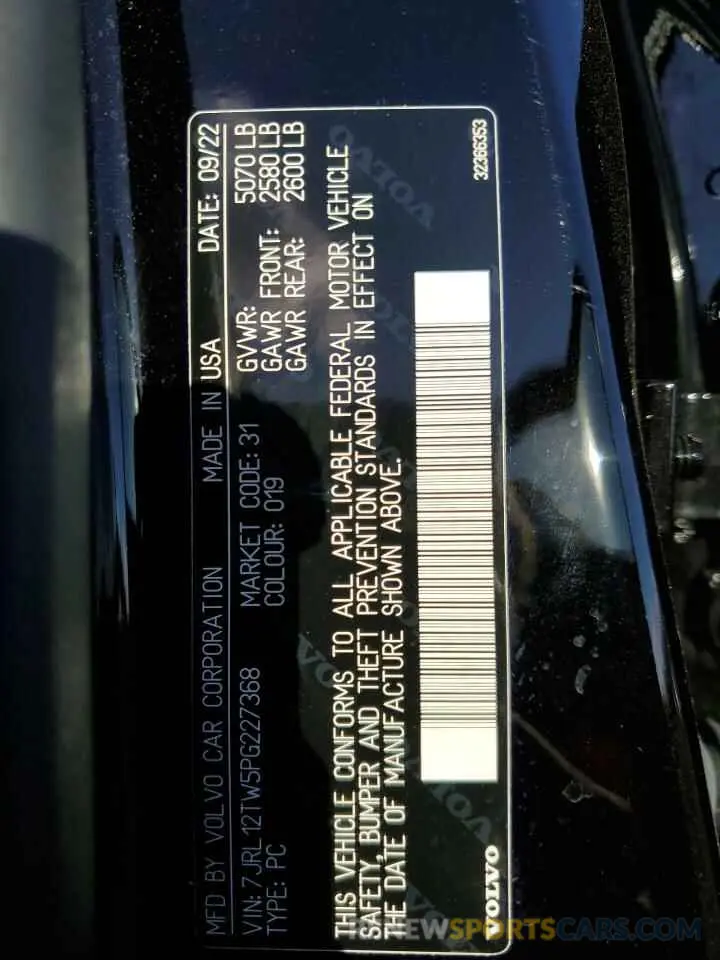 MFD BY VOLVO CAR CORPORATION MADE IN USA DATE: 09/22
VIN: 7JRL12TW5PG227368 MARKET CODE: 31 GVWR: 5070 LB
TYPE: PC COLOUR: 019 GAWR FRONT: 2580 LB
GAWR REAR: 2600 LB
THIS VEHICLE CONFORMS TO ALL APPLICABLE FEDERAL MOTOR VEHICLE
SAFETY, BUMPER AND THEFT PREVENTION STANDARDS IN EFFECT ON
THE DATE OF MANUFACTURE SHOWN ABOVE.
VOLVO 32366353
VOLVO
VOLVO
VOLVO